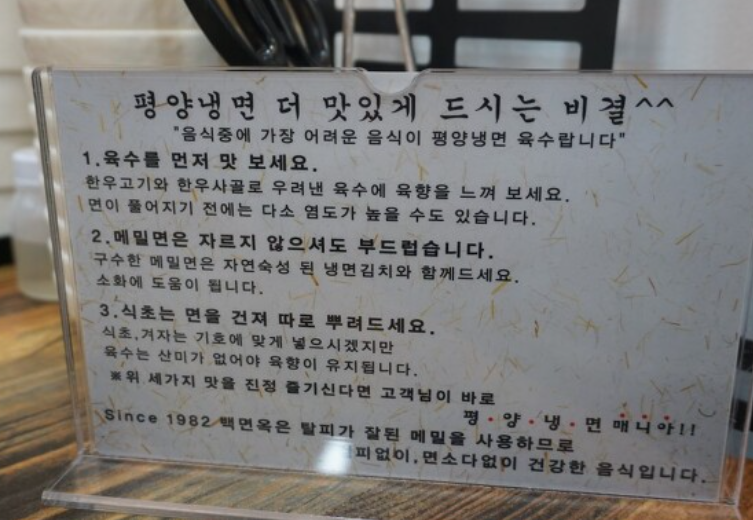 평양냉면 더 맛있게 드시는 비결^^
"음식중에 가장 어려운 음식이 평양냉면 육수랍니다"
1.육수를 먼저 맛 보세요.
한우고기와 한우사골로 우려낸 육수에 육향을 느껴 보세요.
면이 풀어지기 전에는 다소 염도가 높을 수도 있습니다.
2.메밀면은 자르지 않으셔도 부드럽습니다.
구수한 메밀면은 자연숙성 된 냉면김치와 함께드세요.
소화에 도움이 됩니다.
3.식초는 면을 건져 따로 뿌려드세요.
식초,겨자는 기호에 맞게 넣으시겠지만
육수는 산미가 없어야 육향이 유지됩니다.
※위 세가지 맛을 진정 즐기신다면 고객님이 바로
평·양·냉·면 매니아!!
Since 1982 백면옥은 탈피가 잘된 메밀을 사용하므로
피없이,면소다없이 건강한 음식입니다.